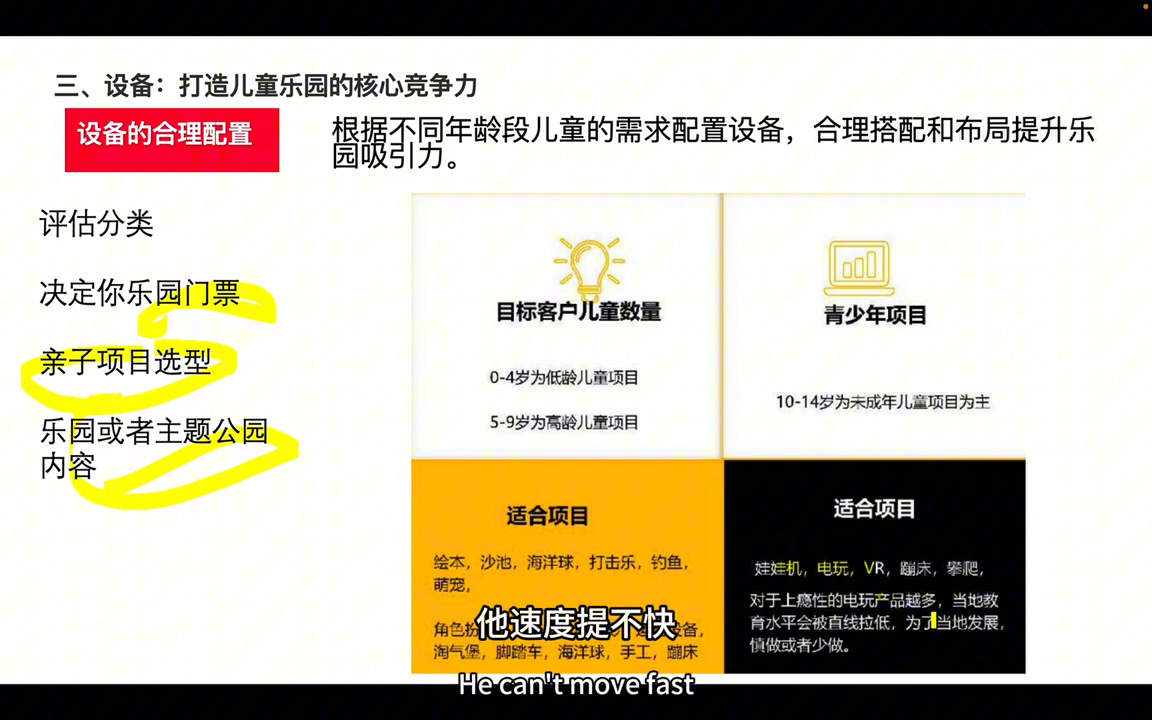 三、设备：打造儿童乐园的核心竞争力
设备的合理配置
根据不同年龄段儿童的需求配置设备，合理搭配和布局提升乐
园吸引力。
评估分类
决定你乐园门票
亲子项目选型
乐园或者主题公园
内容
目标客户儿童数量
0-4岁为低龄儿童项目
5-9岁为高龄儿童项目
青少年项目
10-14岁为未成年儿童项目为主
适合项目
绘本，沙池，海洋球，打击乐，钓鱼，
萌宠，
角色扮
设备，
淘气堡，脚踏车，海洋球，手工，蹦床
适合项目
娃娃机，电玩，VR，蹦床，攀爬，
对于上瘾性的电玩产品越多，当地教
育水平会被直线拉低，为了当地发展，
慎做或者少做。
他速度提不快
He can't move fast